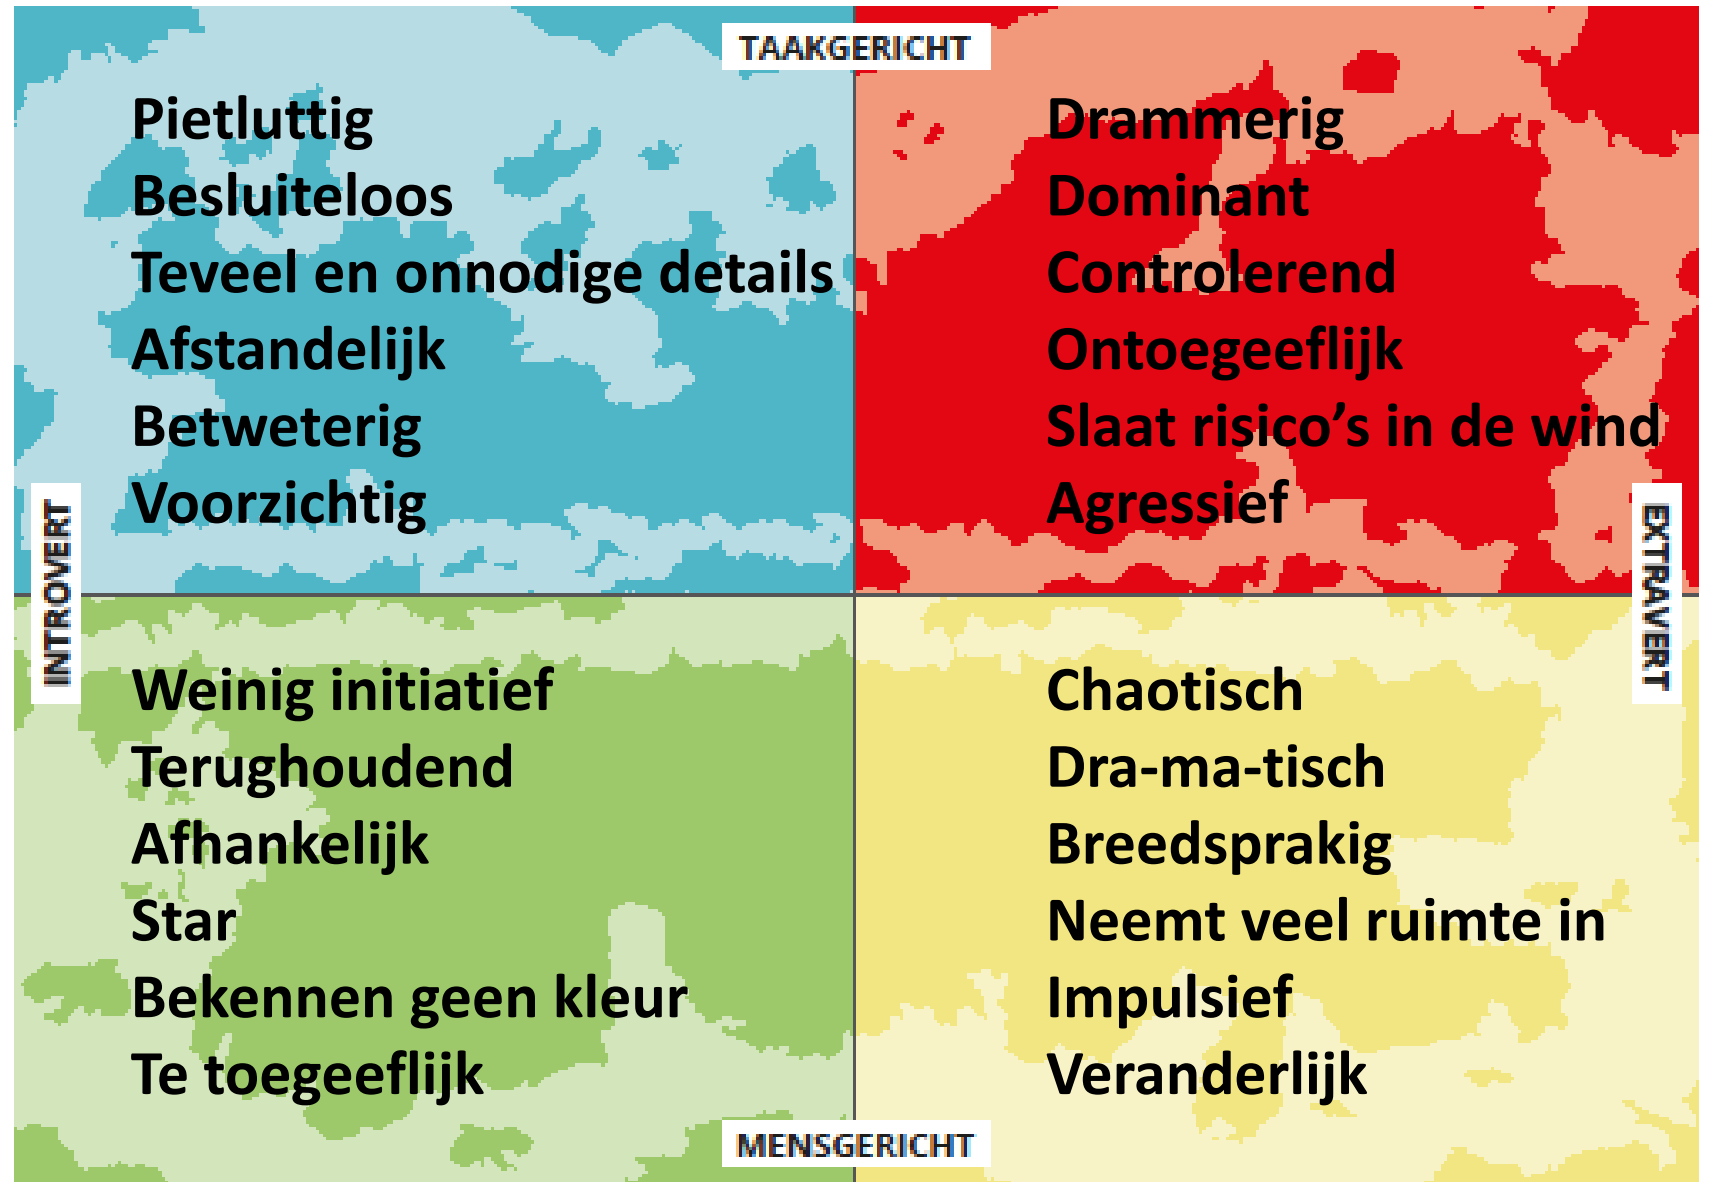 TAAKGERICHT
Pietluttig
Besluiteloos
Teveel en onnodige details
Afstandelijk
Betweterig
Voorzichtig
Drammerig
Dominant
Controlerend
Ontoegeeflijk
Slaat risico’s in de wind
Agressief
INTROVERT
EXTRAVERT
Weinig initiatief
Terughoudend
Afhankelijk
Star
Bekennen geen kleur
Te toegeeflijk
Chaotisch
Dra-ma-tisch
Breedsprakig
Neemt veel ruimte in
Impulsief
Veranderlijk
MENSGERICHT